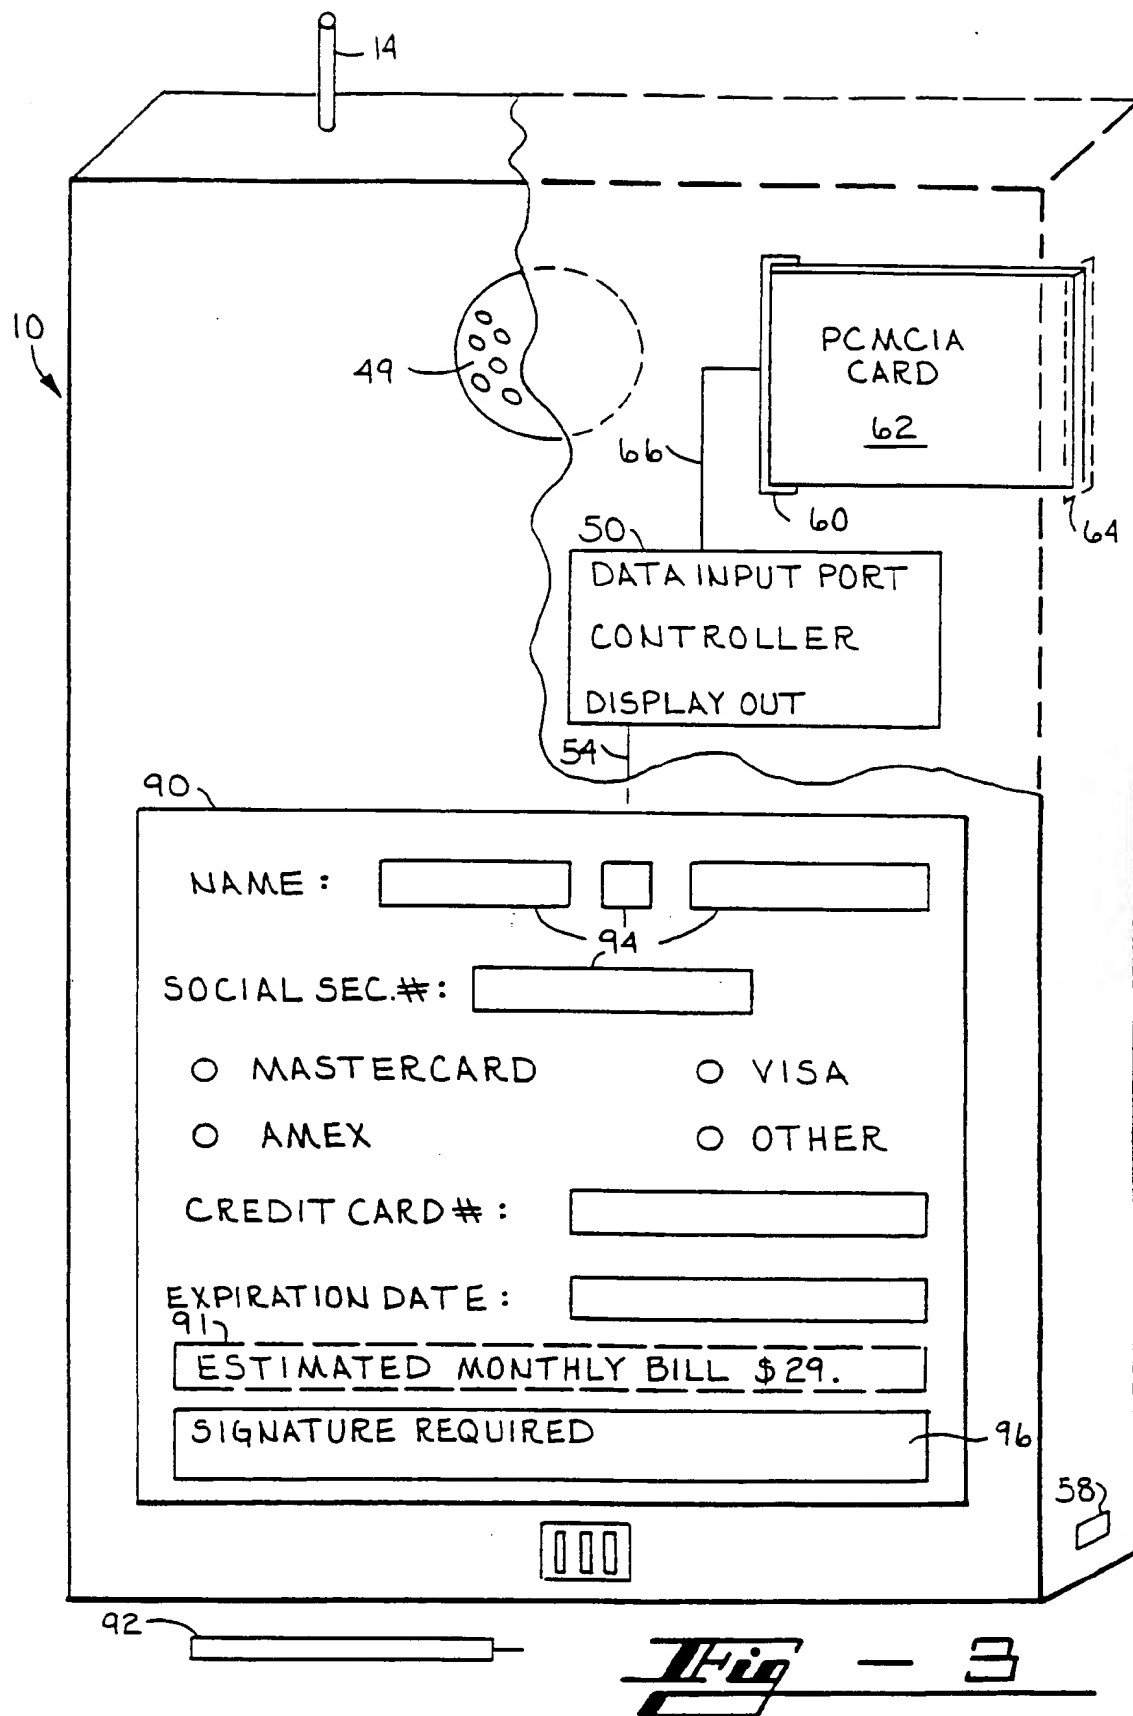 14
10
49
PCMCIA
CARD
62
66
60
64
50
DATA INPUT PORT
CONTROLLER
DISPLAY OUT
54
90
NAME :
94
SOCIAL SEC.#:
MASTERCARD
VISA
AMEX
OTHER
CREDIT CARD # :
EXPIRATION DATE :
91
ESTIMATED MONTHLY BILL $29.
SIGNATURE REQUIRED
96
58
92
Fig - 3